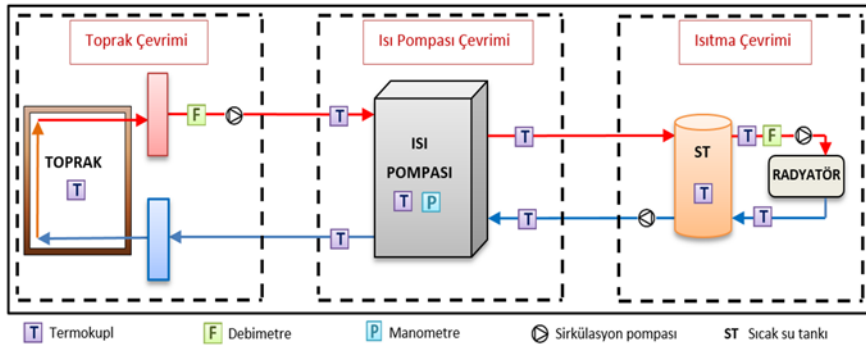 Toprak Çevrimi
Isı Pompası Çevrimi
Isıtma Çevrimi
F
T
T
T
F
TOPRAK
T
ISI
POMPASI
T
P
ST
T
RADYATÖR
T
T
T
T
T Termokupl
F Debimetre
P Manometre
Sirkülasyon pompası
ST Sıcak su tankı